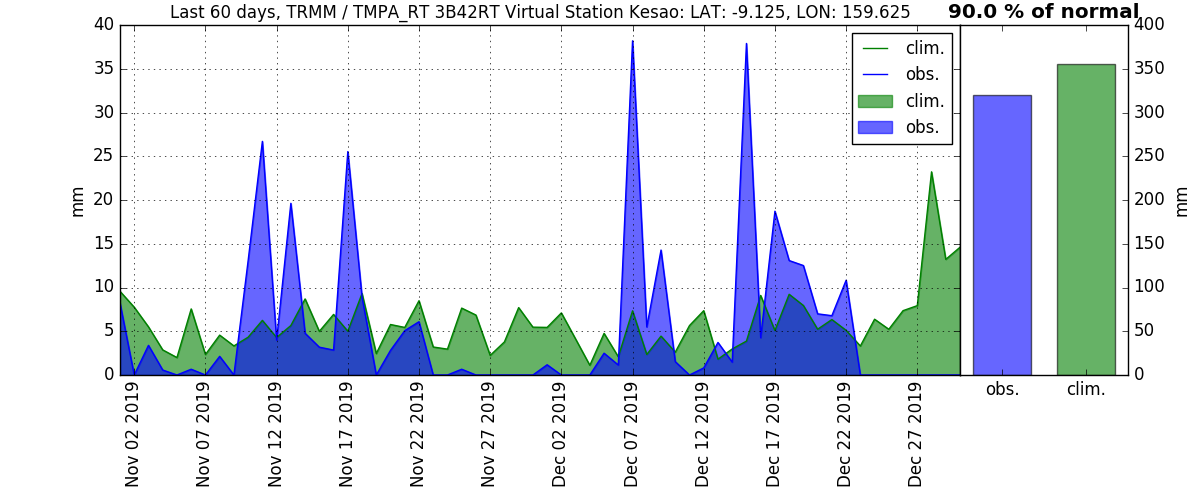 Last 60 days, TRMM / TMPA_RT 3B42RT Virtual Station Kesao: LAT: -9.125, LON: 159.625
90.0 % of normal
40
35
30
25
20
15
10
5
0
mm
clim.
obs.
clim.
obs.
400
350
300
250
200
150
100
50
0
mm
Nov 02 2019
Nov 07 2019
Nov 12 2019
Nov 17 2019
Nov 22 2019
Nov 27 2019
Dec 02 2019
Dec 07 2019
Dec 12 2019
Dec 17 2019
Dec 22 2019
Dec 27 2019
obs.
clim.